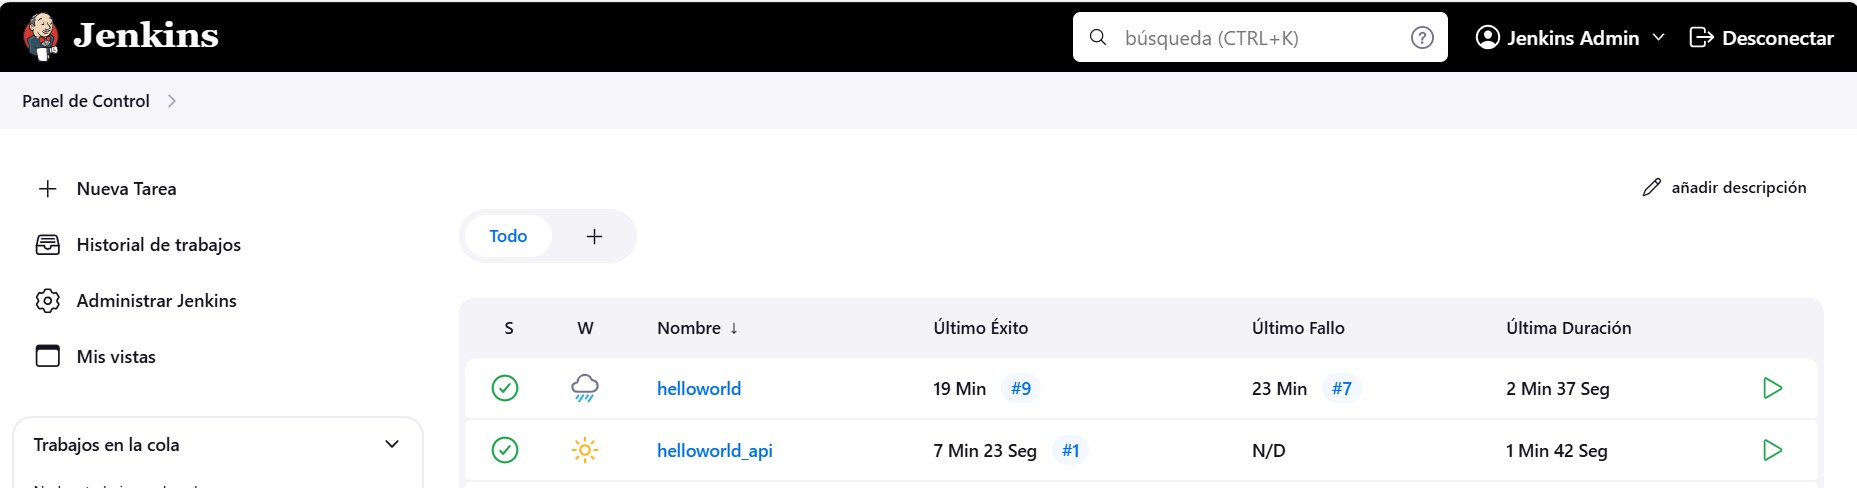 Jenkins
búsqueda (CTRL+K)
Jenkins Admin
Desconectar
Panel de Control
Nueva Tarea
Historial de trabajos
Administrar Jenkins
Mis vistas
Trabajos en la cola
añadir descripción
Todo
S W Nombre ↓ Último Éxito Último Fallo Última Duración
helloworld 19 Min #9 23 Min #7 2 Min 37 Seg
helloworld_api 7 Min 23 Seg #1 N/D 1 Min 42 Seg